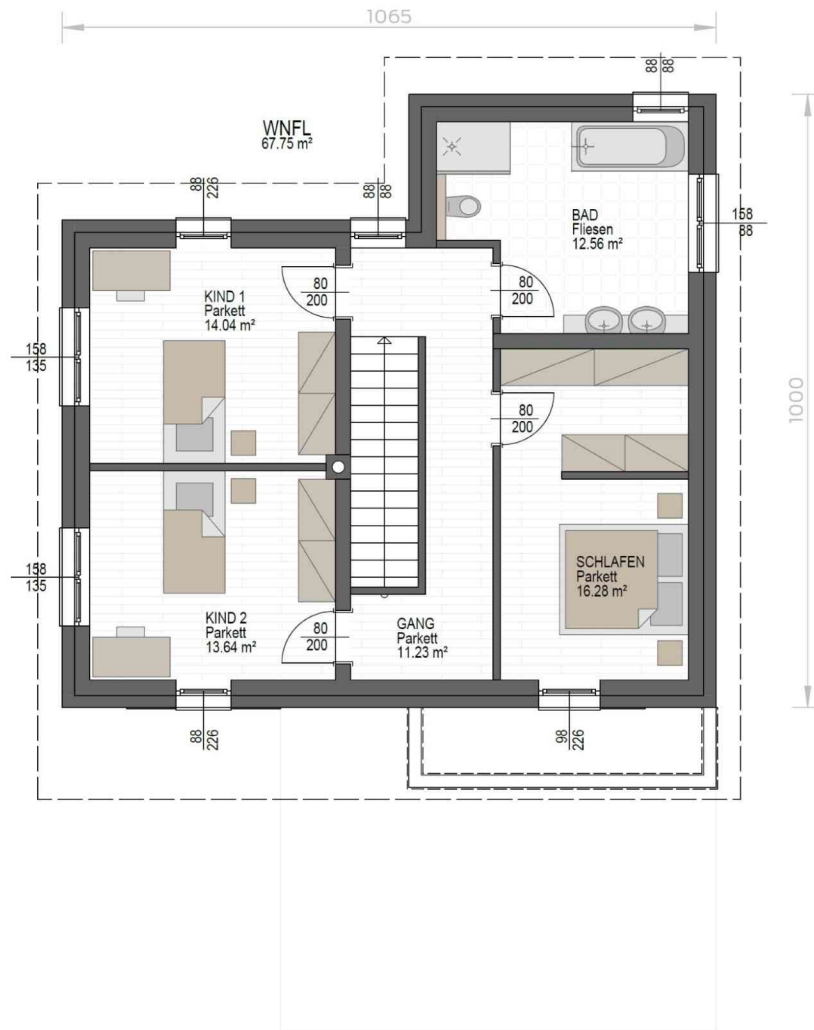 1065
88
88
WNFL
67.75 m²
88
226
88
88
158
88
BAD
Fliesen
12.56 m²
KIND 1
Parkett
14.04 m²
80
200
80
200
158
135
1000
80
200
SCHLAFEN
Parkett
16.28 m²
158
135
KIND 2
Parkett
13.64 m²
80
200
GANG
Parkett
11.23 m²
88
226
98
226